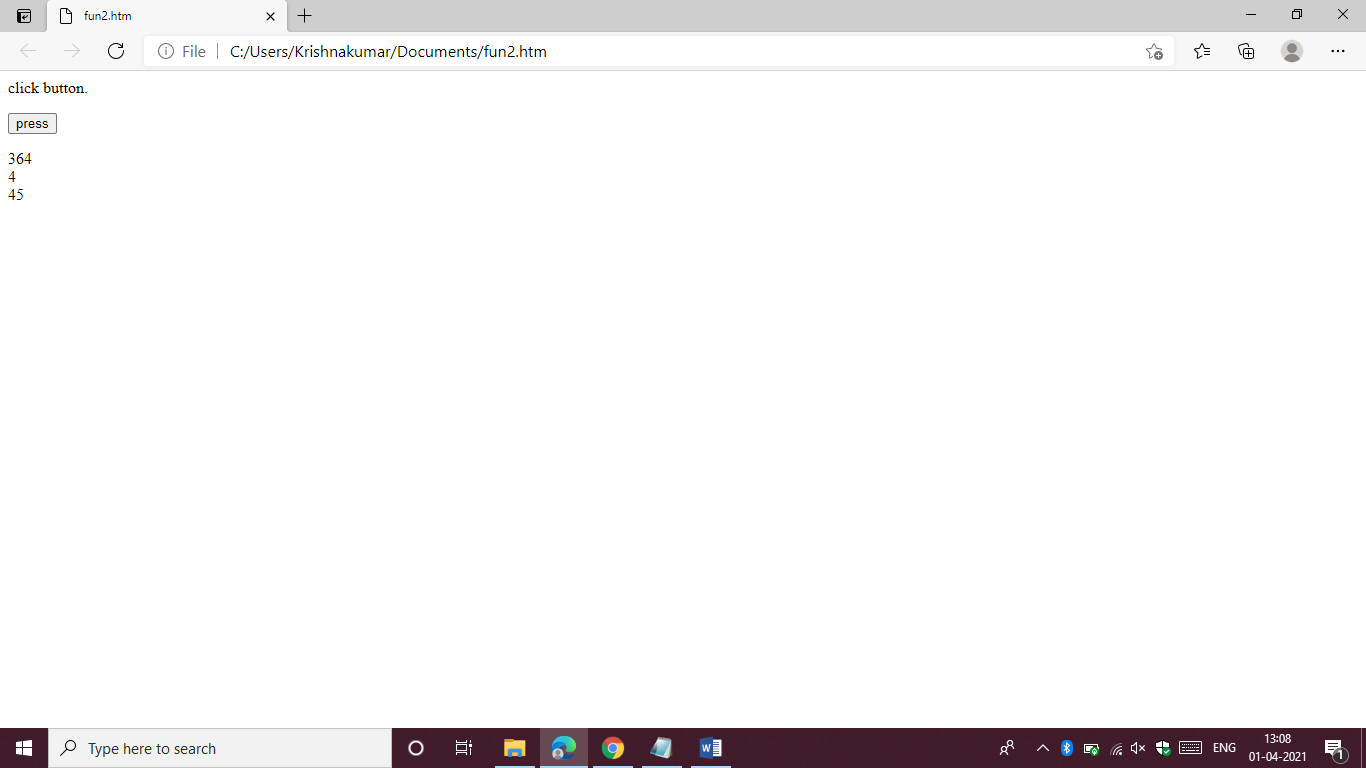 fun2.htm
File C:/Users/Krishnakumar/Documents/fun2.htm
click button.
press
364
4
45
Type here to search
ENG
13:08
01-04-2021
1